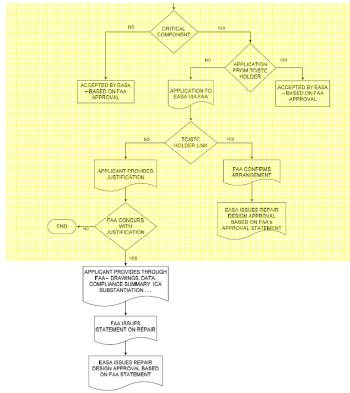 CRITICAL
COMPONENT
NO
YES
APPLICATION
FROM TC/STC
HOLDER
NO
YES
ACCEPTED BY EASA
– BASED ON FAA
APPROVAL
APPLICATION TO
EASA VIA FAA
ACCEPTED BY EASA
– BASED ON FAA
APPROVAL
TC/STC
HOLDER LINK
NO
YES
APPLICANT PROVIDES
JUSTIFICATION
FAA CONFIRMS
ARRANGEMENT
END
NO
FAA CONCURS
WITH
JUSTIFICATION
EASA ISSUES REPAIR
DESIGN APPROVAL
BASED ON FAA's
APPROVAL STATEMENT
YES
APPLICANT PROVIDES THROUGH
FAA – DRAWINGS, DATA,
COMPLIANCE SUMMARY ICA
SUBSTANTIATION . . .
FAA ISSUES
STATEMENT ON REPAIR
EASA ISSUES REPAIR
DESIGN APPROVAL BASED
ON FAA STATEMENT